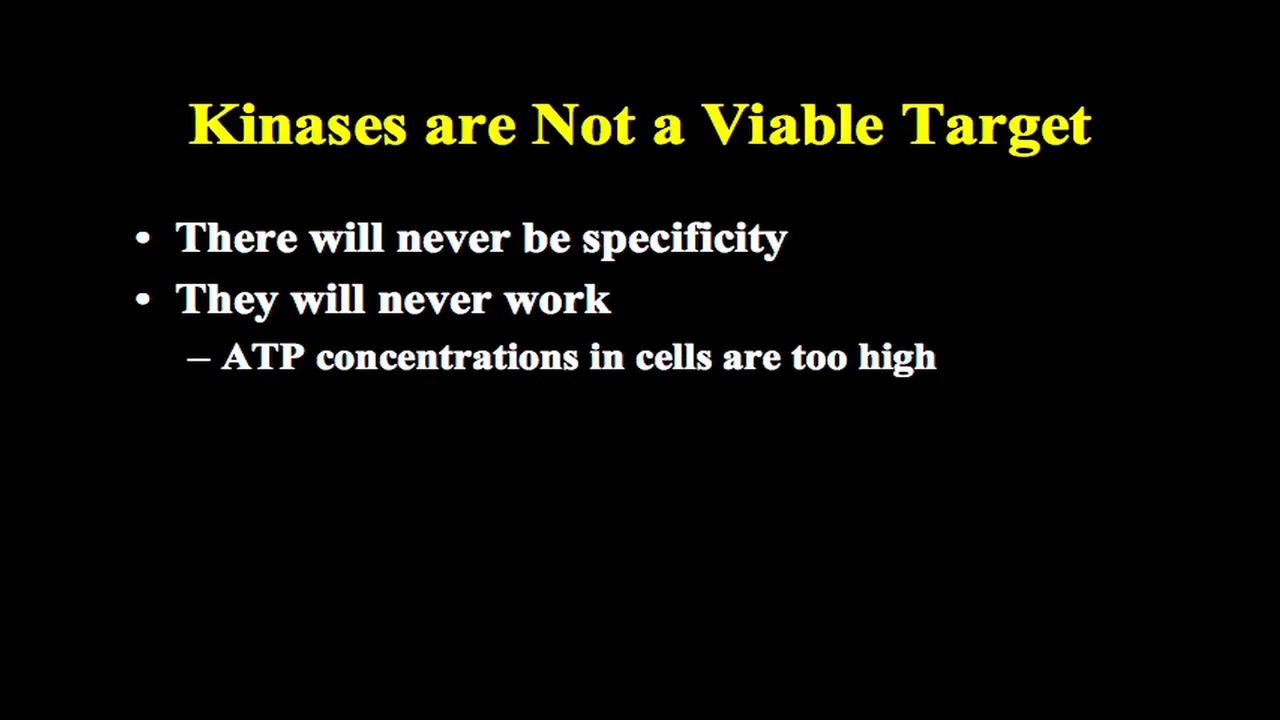 Kinases are Not a Viable Target
• There will never be specificity
• They will never work
– ATP concentrations in cells are too high